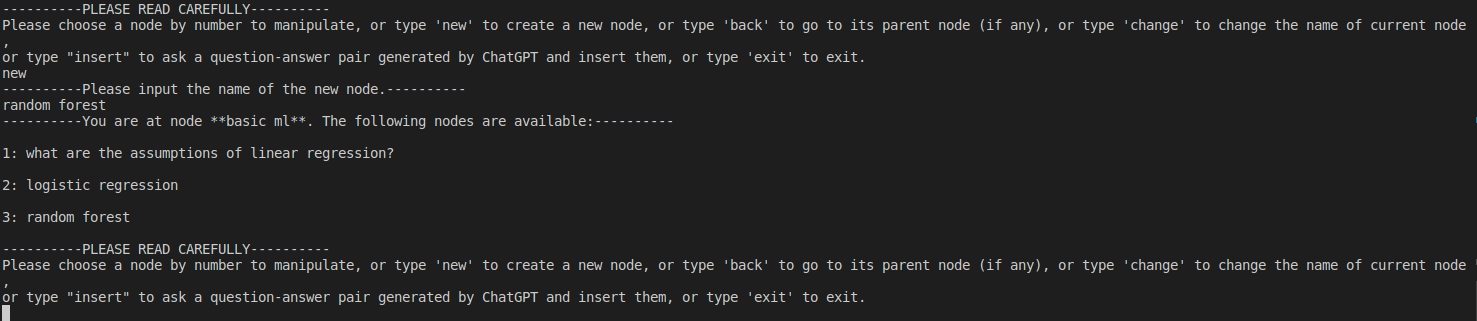 ----------PLEASE READ CAREFULLY----------
Please choose a node by number to manipulate, or type 'new' to create a new node, or type 'back' to go to its parent node (if any), or type 'change' to change the name of current node
,
or type "insert" to ask a question-answer pair generated by ChatGPT and insert them, or type 'exit' to exit.
new
----------Please input the name of the new node.----------
random forest
----------You are at node **basic ml**. The following nodes are available:----------
1: what are the assumptions of linear regression?
2: logistic regression
3: random forest
----------PLEASE READ CAREFULLY----------
Please choose a node by number to manipulate, or type 'new' to create a new node, or type 'back' to go to its parent node (if any), or type 'change' to change the name of current node
,
or type "insert" to ask a question-answer pair generated by ChatGPT and insert them, or type 'exit' to exit.